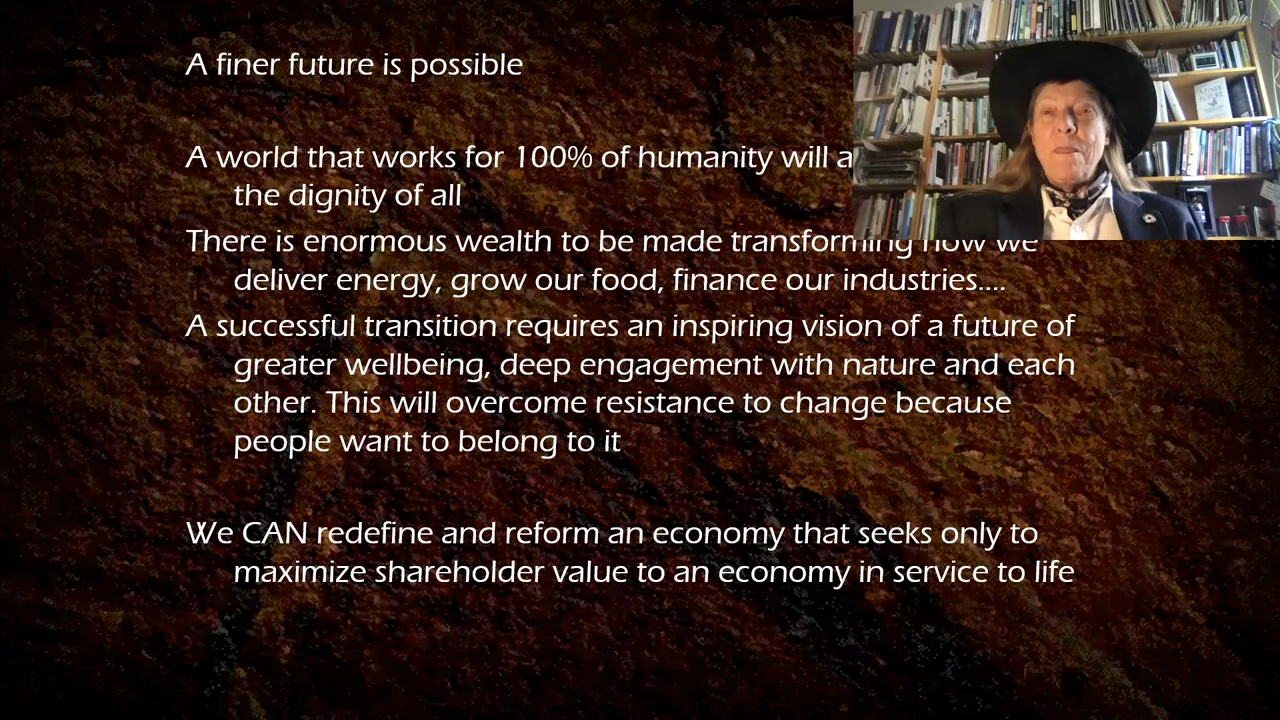 A finer future is possible
A world that works for 100% of humanity will
the dignity of all
There is enormous wealth to be made transforming how we
deliver energy, grow our food, finance our industries....
A successful transition requires an inspiring vision of a future of
greater wellbeing, deep engagement with nature and each
other. This will overcome resistance to change because
people want to belong to it
We CAN redefine and reform an economy that seeks only to
maximize shareholder value to an economy in service to life